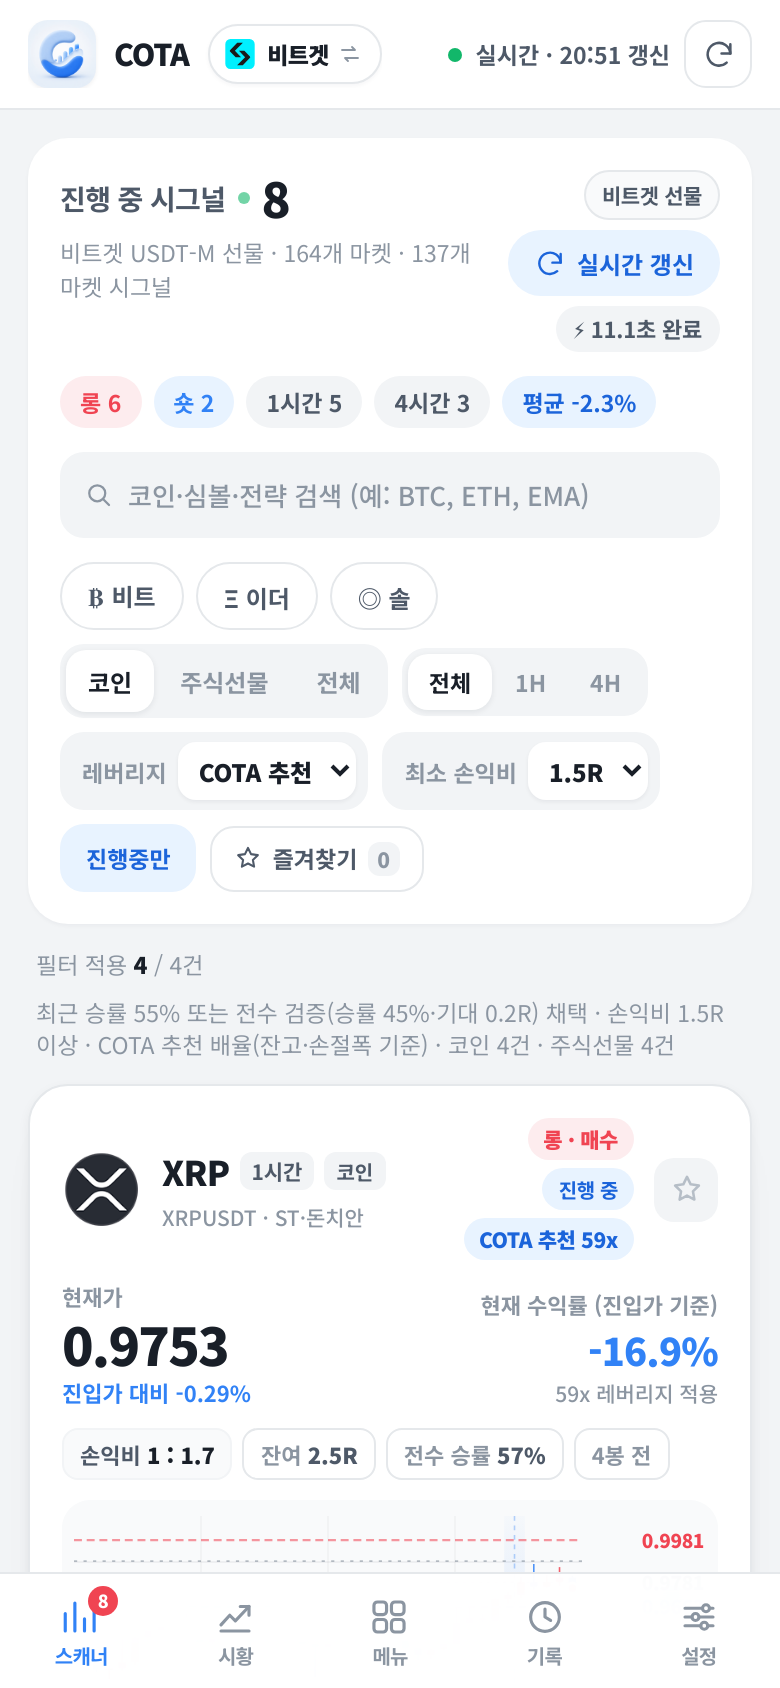 COTA
비트겟
실시간 · 20:51 갱신
진행 중 시그널 8
비트겟 선물
비트겟 USDT-M 선물 · 164개 마켓 · 137개
마켓 시그널
실시간 갱신
⚡ 11.1초 완료
롱 6
숏 2
1시간 5
4시간 3
평균 -2.3%
코인·심볼·전략 검색 (예: BTC, ETH, EMA)
₿ 비트
Ξ 이더
◎ 솔
코인
주식선물
전체
전체
1H
4H
레버리지
COTA 추천
최소 손익비
1.5R
진행중만
즐겨찾기 0
필터 적용 4 / 4건
최근 승률 55% 또는 전수 검증(승률 45%·기대 0.2R) 채택 · 손익비 1.5R
이상 · COTA 추천 배율(잔고·손절폭 기준) · 코인 4건 · 주식선물 4건
XRP
1시간
코인
XRPUSDT · ST·돈치안
롱 · 매수
진행 중
COTA 추천 59x
현재가
0.9753
진입가 대비 -0.29%
현재 수익률 (진입가 기준)
-16.9%
59x 레버리지 적용
손익비 1 : 1.7
잔여 2.5R
전수 승률 57%
4봉 전
0.9981
8
스캐너
시황
메뉴
기록
설정